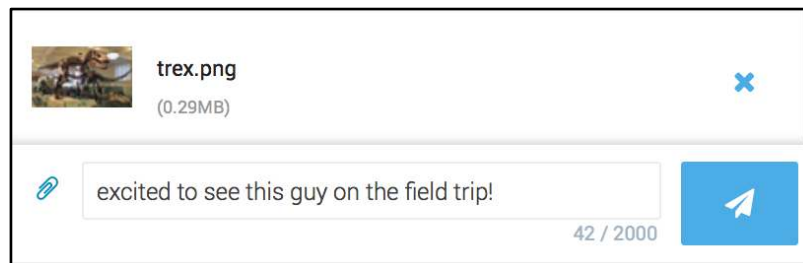 trex.png
(0.29MB)
excited to see this guy on the field trip!
42 / 2000